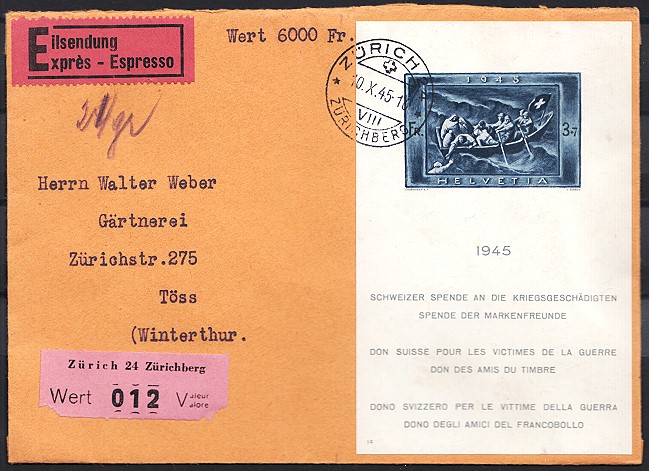 Eilsendung
Exprès - Espresso
Wert 6000 Fr.
24gr
ZÜRICH
10.X.45-1
VIII
ZÜRICHBERG
1945
Fr. 3+7
HELVETIA
Herrn Walter Weber
Gärtnerei
Zürichstr.275
Töss
(Winterthur.
Zürich 24 Zürichberg
Wert 012 Valeur
Valore
1945
SCHWEIZER SPENDE AN DIE KRIEGSGESCHÄDIGTEN
SPENDE DER MARKENFREUNDE
DON SUISSE POUR LES VICTIMES DE LA GUERRE
DON DES AMIS DU TIMBRE
DONO SVIZZERO PER LE VITTIME DELLA GUERRA
DONO DEGLI AMICI DEL FRANCOBOLLO